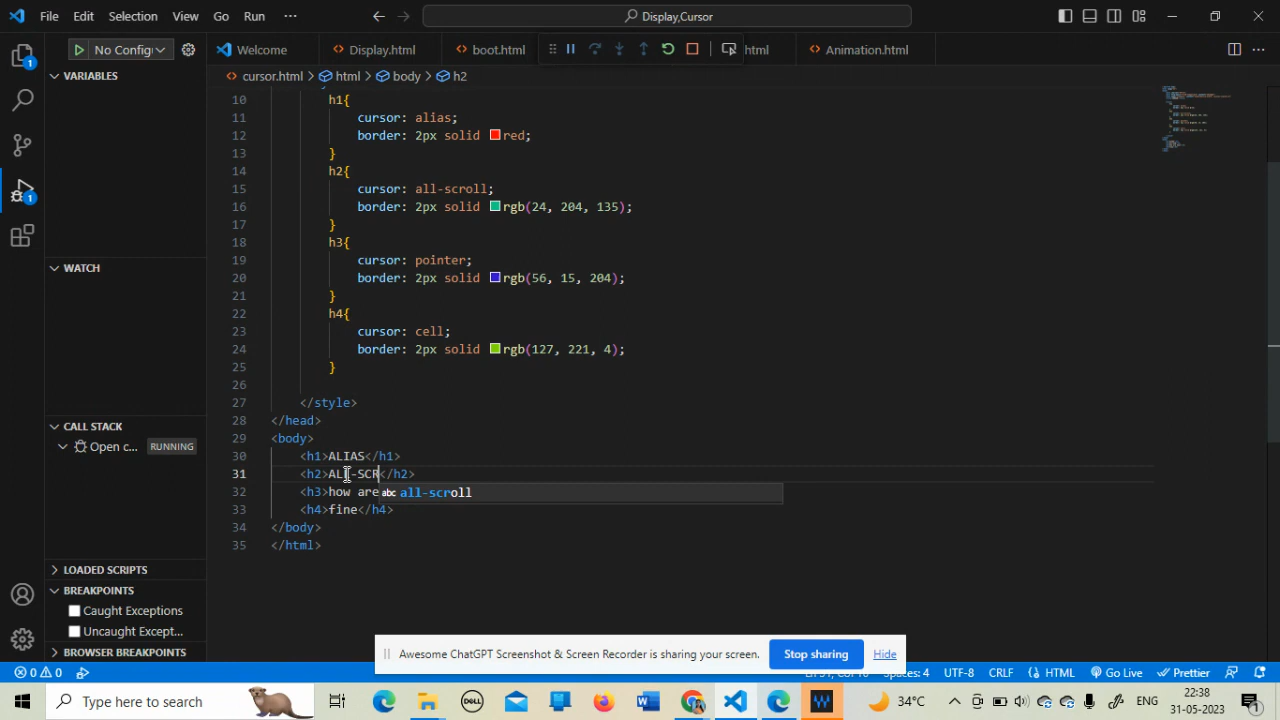 File Edit Selection View Go Run ··· Display,Cursor
No Config
Welcome Display.html boot.html html Animation.html
VARIABLES
cursor.html > html > body > h2
10 h1{
11 cursor: alias;
12 border: 2px solid red;
13 }
14 h2{
15 cursor: all-scroll;
16 border: 2px solid rgb(24, 204, 135);
17 }
18 h3{
19 cursor: pointer;
20 border: 2px solid rgb(56, 15, 204);
21 }
22 h4{
23 cursor: cell;
24 border: 2px solid rgb(127, 221, 4);
25 }
26
27 </style>
28 </head>
29 <body>
30 <h1>ALIAS</h1>
31 <h2>ALL-SCR</h2>
32 <h3>how are
abc all-scroll
33 <h4>fine</h4>
34 </body>
35 </html>
WATCH
CALL STACK
Open c... RUNNING
LOADED SCRIPTS
BREAKPOINTS
Caught Exceptions
Uncaught Except...
BROWSER BREAKPOINTS
1
1
Awesome ChatGPT Screenshot & Screen Recorder is sharing your screen. Stop sharing Hide
0 0 Spaces: 4 UTF-8 CRLF HTML Go Live Prettier
Type here to search
DELL
W
34°C
ENG
22:38
31-05-2023
1